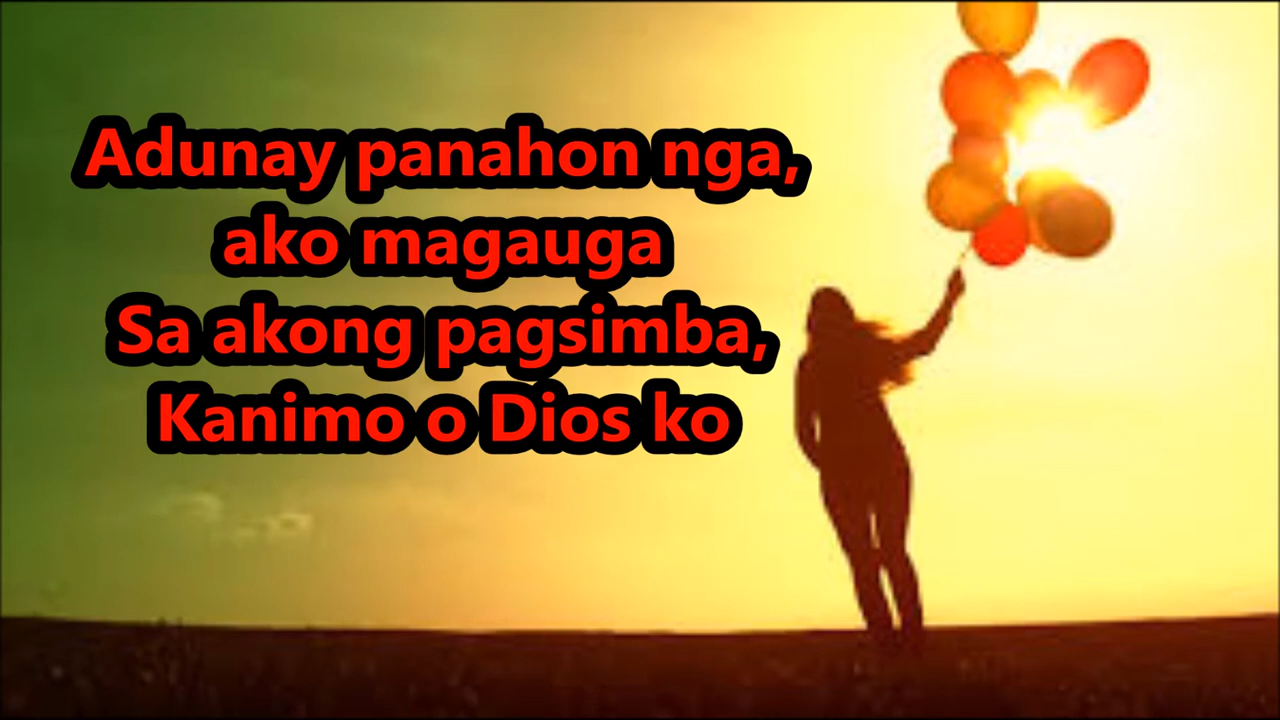 Adunay panahon nga,
ako magauga
Sa akong pagsimba,
Kanimo o Dios ko